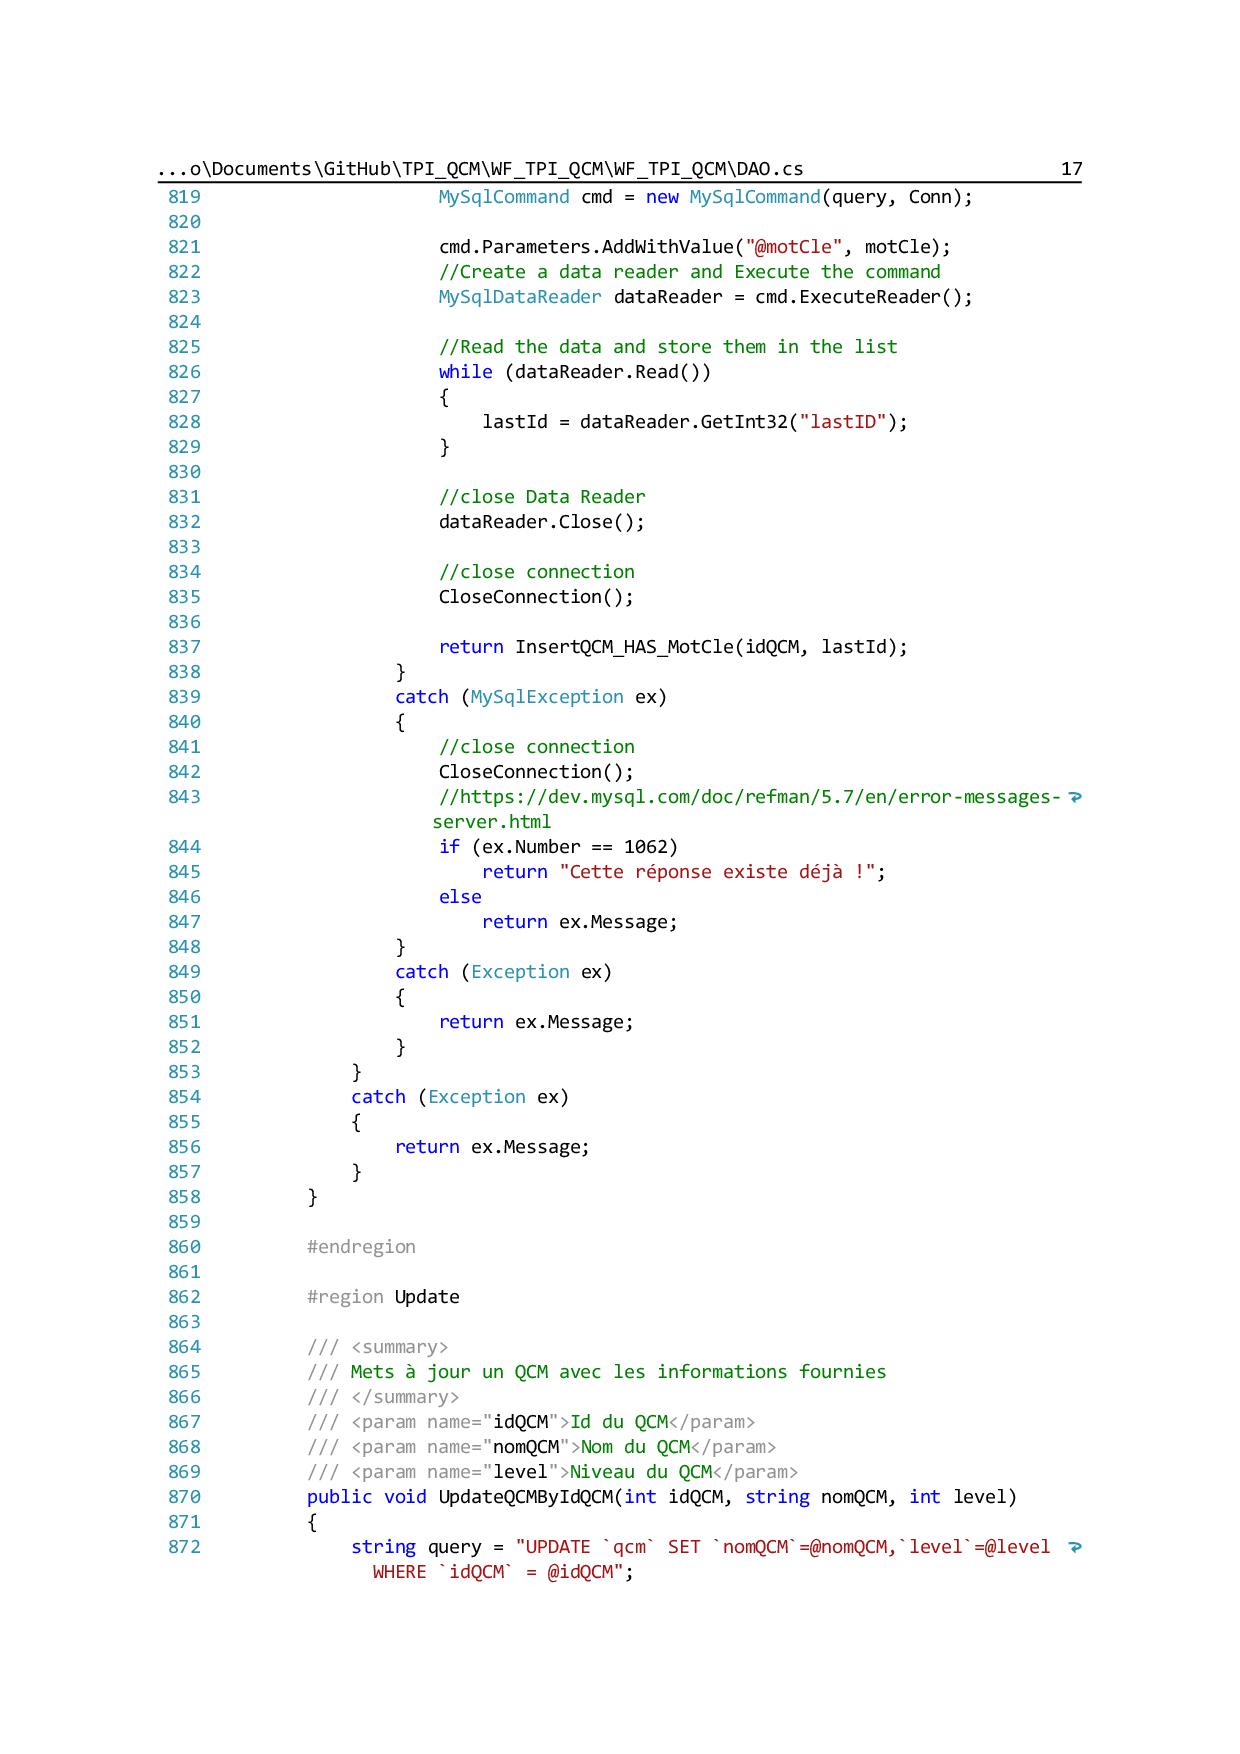 ...o\Documents\GitHub\TPI_QCM\WF_TPI_QCM\WF_TPI_QCM\DAO.cs 17
819 MySqlCommand cmd = new MySqlCommand(query, Conn);
820
821 cmd.Parameters.AddWithValue("@motCle", motCle);
822 //Create a data reader and Execute the command
823 MySqlDataReader dataReader = cmd.ExecuteReader();
824
825 //Read the data and store them in the list
826 while (dataReader.Read())
827 {
828 lastId = dataReader.GetInt32("lastID");
829 }
830
831 //close Data Reader
832 dataReader.Close();
833
834 //close connection
835 CloseConnection();
836
837 return InsertQCM_HAS_MotCle(idQCM, lastId);
838 }
839 catch (MySqlException ex)
840 {
841 //close connection
842 CloseConnection();
843 //https://dev.mysql.com/doc/refman/5.7/en/error-messages-
server.html
844 if (ex.Number == 1062)
845 return "Cette réponse existe déjà !";
846 else
847 return ex.Message;
848 }
849 catch (Exception ex)
850 {
851 return ex.Message;
852 }
853 }
854 catch (Exception ex)
855 {
856 return ex.Message;
857 }
858 }
859
860 #endregion
861
862 #region Update
863
864 /// <summary>
865 /// Mets à jour un QCM avec les informations fournies
866 /// </summary>
867 /// <param name="idQCM">Id du QCM</param>
868 /// <param name="nomQCM">Nom du QCM</param>
869 /// <param name="level">Niveau du QCM</param>
870 public void UpdateQCMByIdQCM(int idQCM, string nomQCM, int level)
871 {
872 string query = "UPDATE `qcm` SET `nomQCM`=@nomQCM,`level`=@level
WHERE `idQCM` = @idQCM";